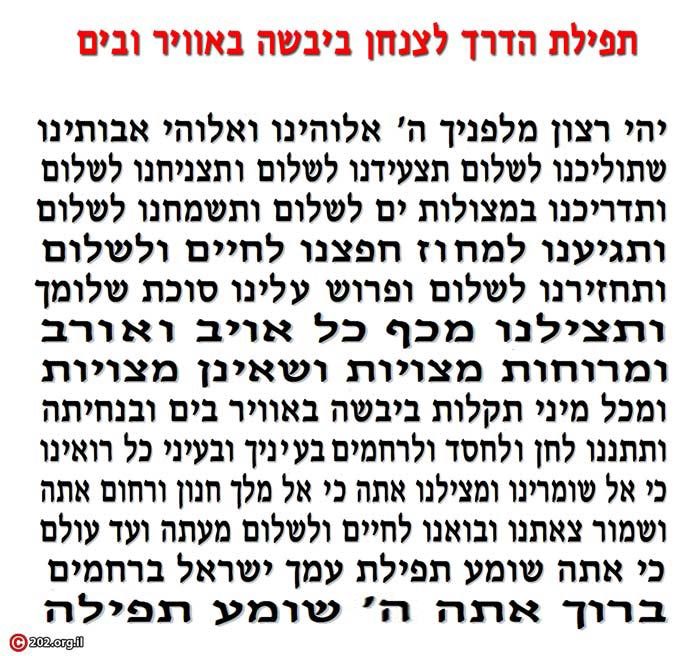 תפילת הדרך לצנחן ביבשה באוויר ובים
יהי רצון מלפניך ה' אלוהינו ואלוהי אבותינו
שתוליכנו לשלום תצעידנו לשלום ותצניחנו לשלום
ותדריכנו במצולות ים לשלום ותשמחנו לשלום
ותגיענו למחוז חפצנו לחיים ולשלום
ותחזירנו לשלום ופרוש עלינו סוכת שלומך
ותצילנו מכף כל אויב ואורב
ומרוחות מצויות ושאינן מצויות
ומכל מיני תקלות ביבשה באוויר בים ובנחיתה
ותתננו לחן ולחסד ולרחמים בעיניך ובעיני כל רואינו
כי אל שומרינו ומצילנו אתה כי אל מלך חנון ורחום אתה
ושמור צאתנו ובואנו לחיים ולשלום מעתה ועד עולם
כי אתה שומע תפילת עמך ישראל ברחמים
ברוך אתה ה' שומע תפילה
© 202.org.il